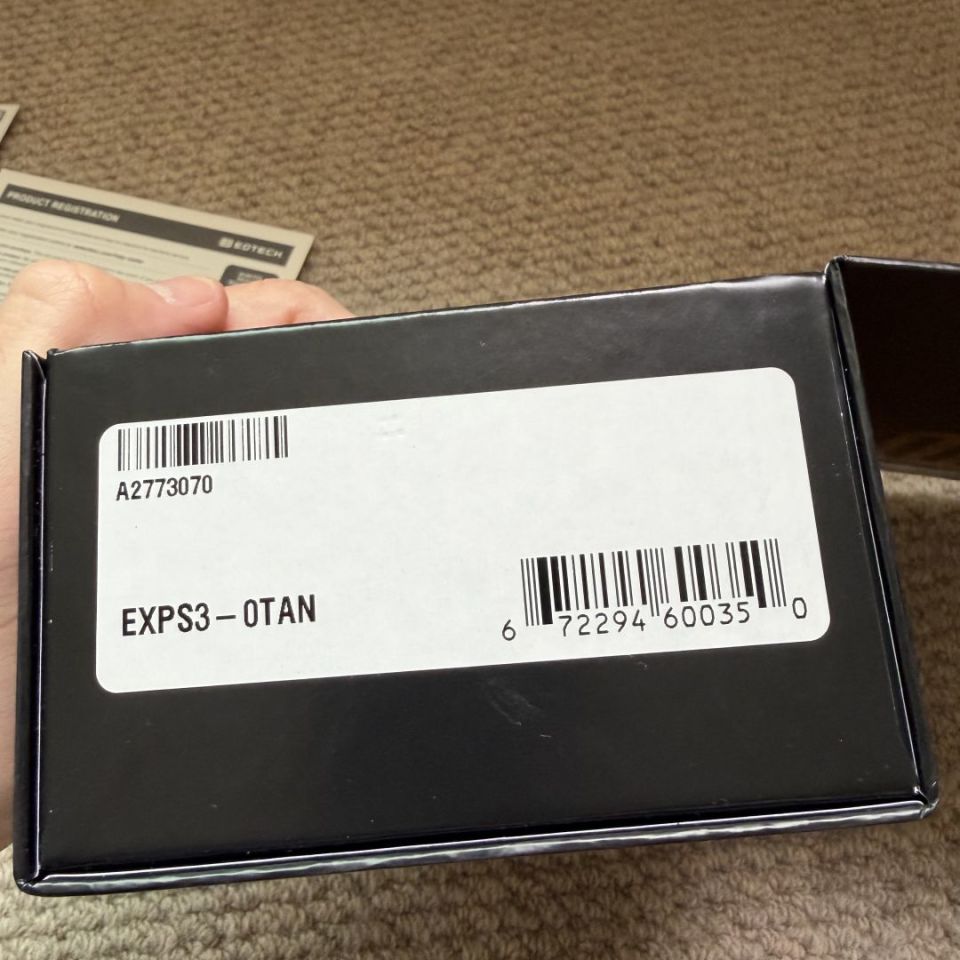 PRODUCT REGISTRATION
EOTECH
A2773070
EXPS3-0TAN
6 72294 60035 0